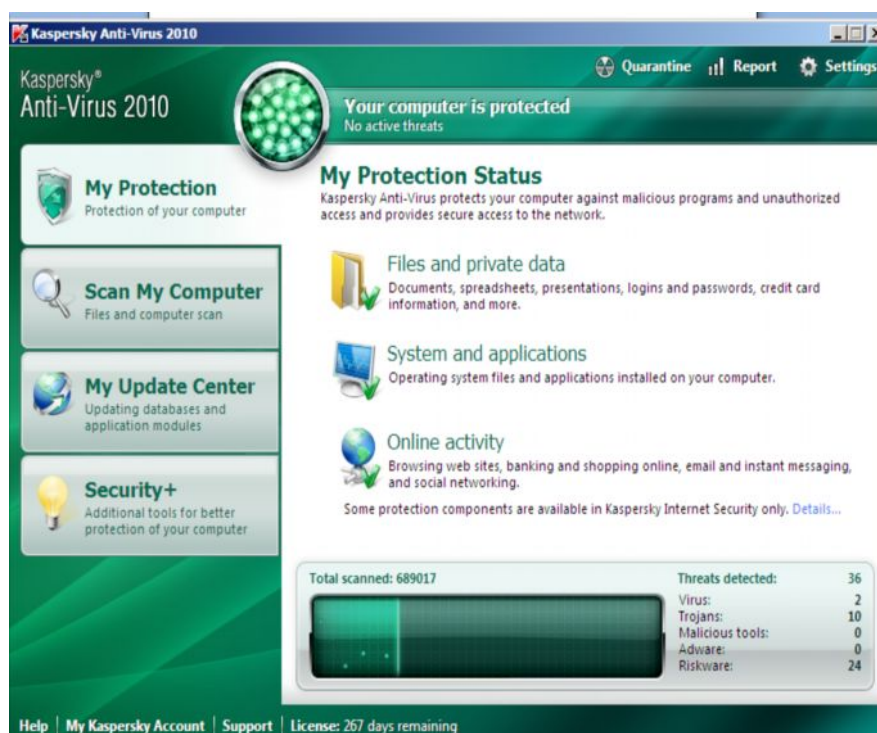 Kaspersky Anti-Virus 2010
Kaspersky®
Anti-Virus 2010
Quarantine
Report
Settings
Your computer is protected
No active threats
My Protection
Protection of your computer
Scan My Computer
Files and computer scan
My Update Center
Updating databases and
application modules
Security+
Additional tools for better
protection of your computer
My Protection Status
Kaspersky Anti-Virus protects your computer against malicious programs and unauthorized
access and provides secure access to the network.
Files and private data
Documents, spreadsheets, presentations, logins and passwords, credit card
information, and more.
System and applications
Operating system files and applications installed on your computer.
Online activity
Browsing web sites, banking and shopping online, email and instant messaging,
and social networking.
Some protection components are available in Kaspersky Internet Security only. Details...
Total scanned: 689017
Threats detected: 36
Virus: 2
Trojans: 10
Malicious tools: 0
Adware: 0
Riskware: 24
Help | My Kaspersky Account | Support | License: 267 days remaining